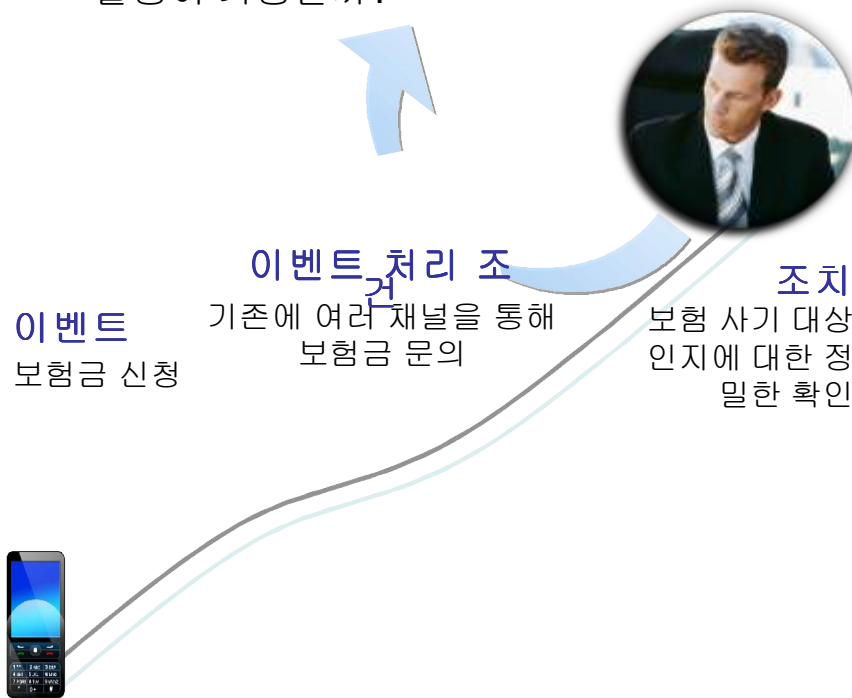 이벤트 처리 조
건
기존에 여러 채널을 통해
보험금 문의
이벤트
보험금 신청
조치
보험 사기 대상
인지에 대한 정
밀한 확인